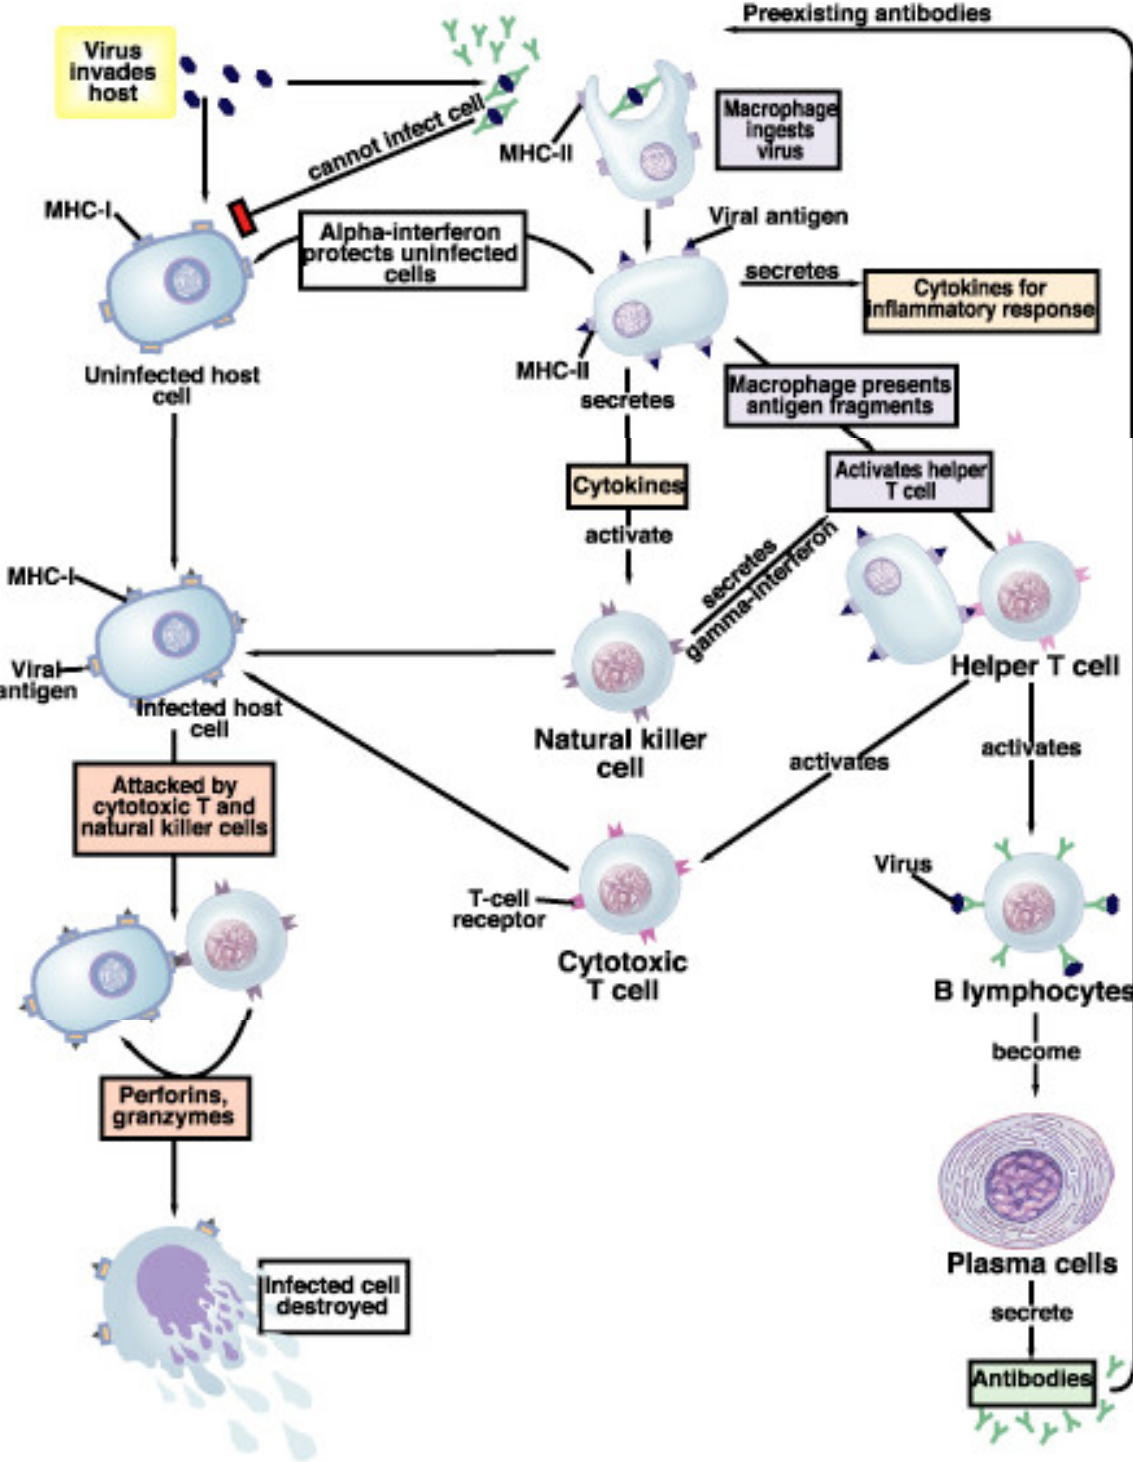 Preexisting antibodies
Virus
invades
host
cannot infect cell
MHC-II
Macrophage
ingests
virus
MHC-I
Alpha-interferon
protects uninfected
cells
Viral antigen
secretes
Cytokines for
inflammatory response
Uninfected host
cell
MHC-II
secretes
Macrophage presents
antigen fragments
Cytokines
activate
Activates helper
T cell
secretes
gamma-interferon
MHC-I
Viral
antigen
Infected host
cell
Natural killer
cell
Helper T cell
activates
activates
Attacked by
cytotoxic T and
natural killer cells
T-cell
receptor
Cytotoxic
T cell
Virus
B lymphocytes
become
Perforins,
granzymes
Plasma cells
secrete
Infected cell
destroyed
Antibodies